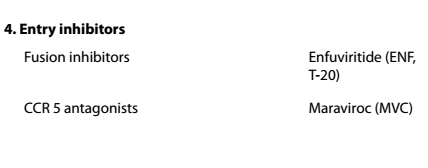 4. Entry inhibitors
Fusion inhibitors Enfuviritide (ENF,
T-20)
CCR 5 antagonists Maraviroc (MVC)